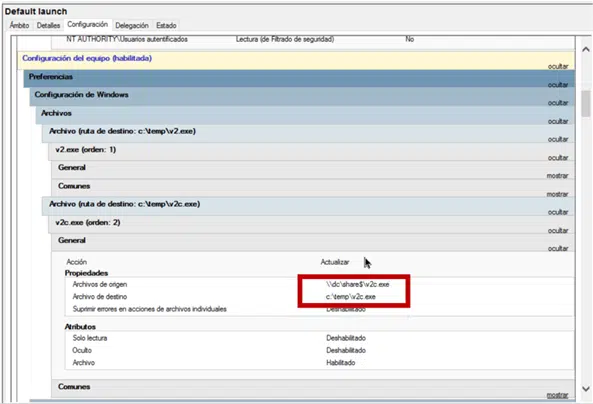 Default launch
Ámbito Detalles Configuración Delegación Estado
NT AUTHORITY\Usuarios autentificados Lectura (de Filtrado de seguridad) No
Configuración del equipo (habilitada) ocultar
Preferencias ocultar
Configuración de Windows ocultar
Archivos ocultar
Archivo (ruta de destino: c:\temp\v2.exe) ocultar
v2.exe (orden: 1) ocultar
General mostrar
Comunes mostrar
Archivo (ruta de destino: c:\temp\v2c.exe) ocultar
v2c.exe (orden: 2) ocultar
General ocultar
Acción Actualizar
Propiedades
Archivos de origen \\dc\share$\v2c.exe
Archivo de destino c:\temp\v2c.exe
Suprimir errores en acciones de archivos individuales Deshabilitado
Atributos
Solo lectura Deshabilitado
Oculto Deshabilitado
Archivo Habilitado
Comunes mostrar